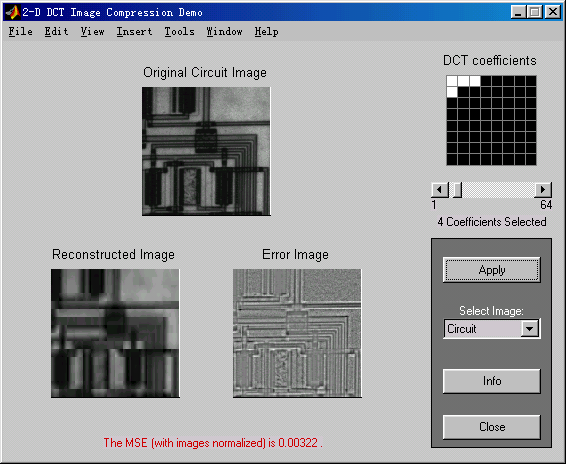 2-D DCT Image Compression Demo
File Edit View Insert Tools Window Help
Original Circuit Image
DCT coefficients
1 64
4 Coefficients Selected
Reconstructed Image
Error Image
Apply
Select Image:
Circuit
Info
Close
The MSE (with images normalized) is 0.00322 .